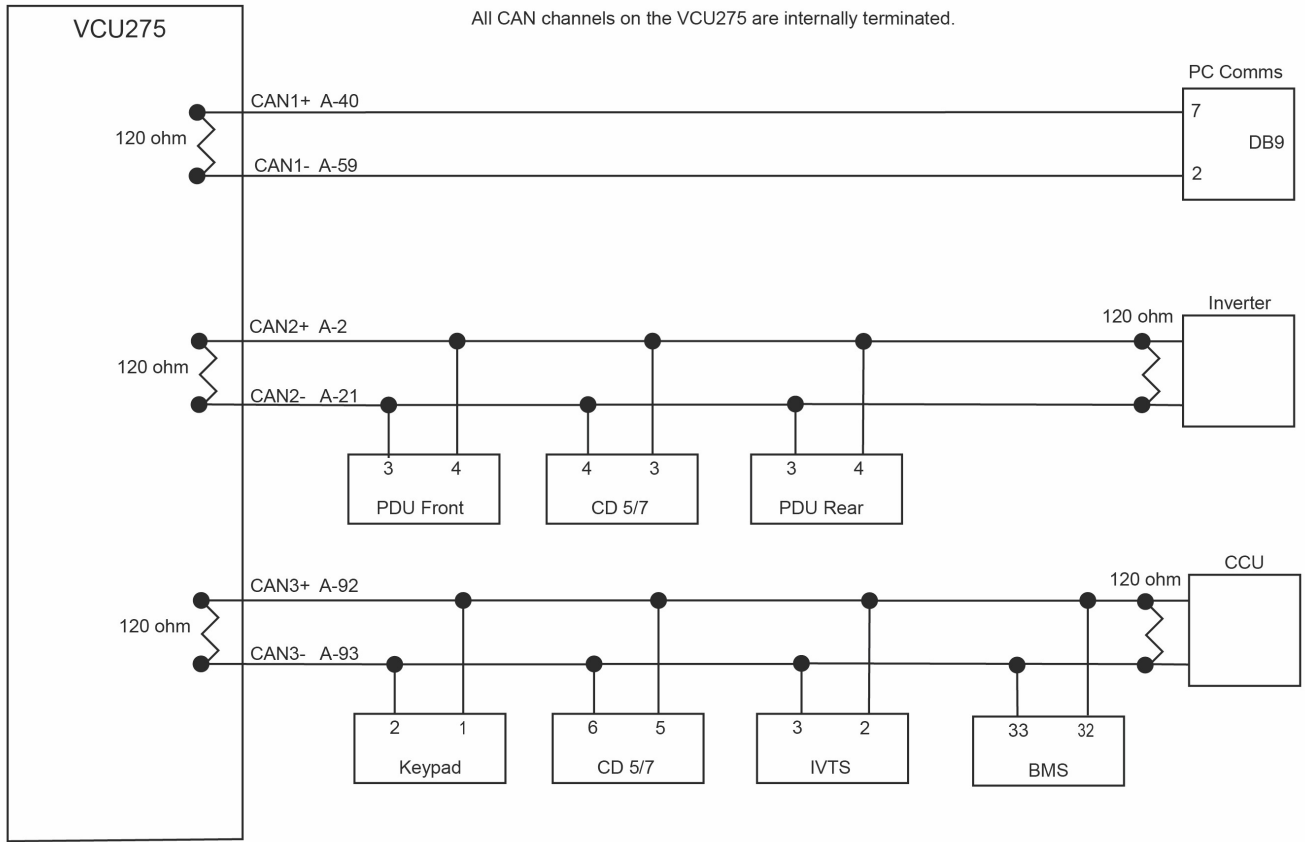 VCU275
All CAN channels on the VCU275 are internally terminated.
PC Comms
CAN1+ A-40
7
120 ohm
DB9
CAN1- A-59
2
Inverter
CAN2+ A-2
120 ohm
120 ohm
CAN2- A-21
3 4
PDU Front
4 3
CD 5/7
3 4
PDU Rear
CCU
CAN3+ A-92
120 ohm
120 ohm
CAN3- A-93
2 1
Keypad
6 5
CD 5/7
3 2
IVTS
33 32
BMS